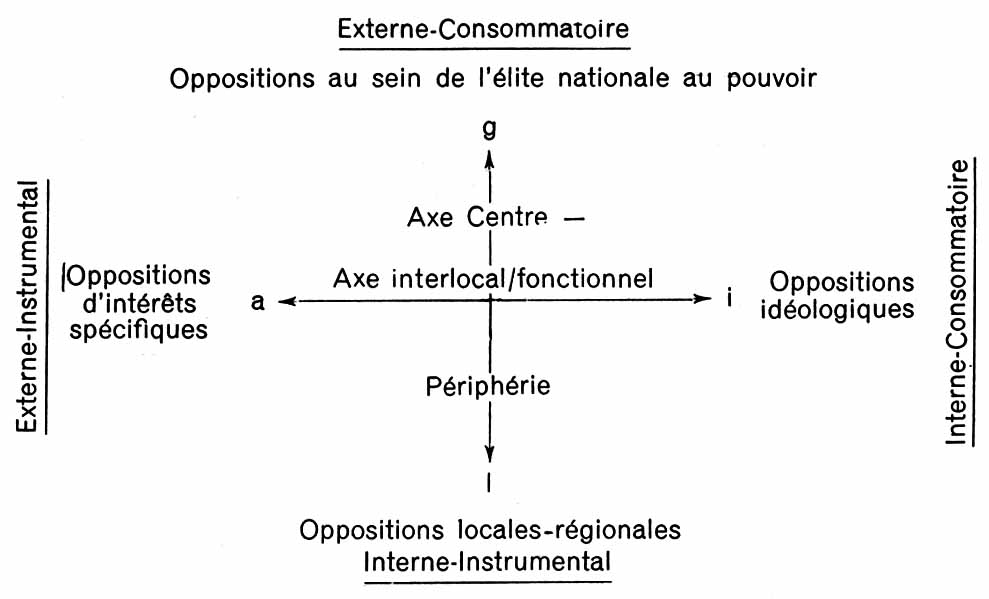 Externe-Consommatoire
Oppositions au sein de l'élite nationale au pouvoir
g
Axe Centre —
Externe-Instrumental
Oppositions
d'intérêts
spécifiques
a
Axe interlocal/fonctionnel
i
Oppositions
idéologiques
Interne-Consommatoire
Périphérie
l
Oppositions locales-régionales
Interne-Instrumental